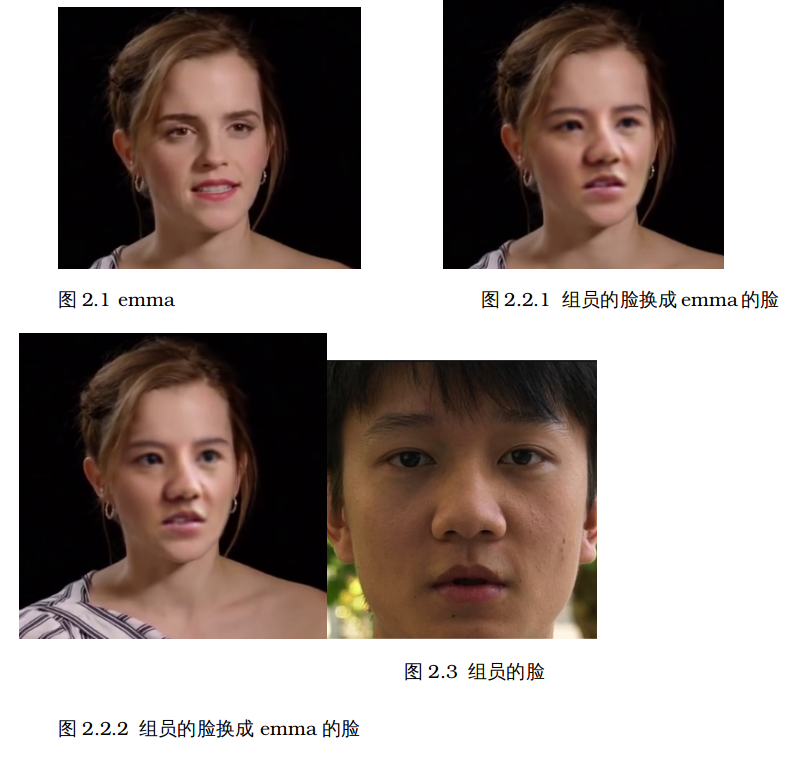 图 2.1 emma
图 2.2.1 组员的脸换成 emma 的脸
图 2.3 组员的脸
图 2.2.2 组员的脸换成 emma 的脸